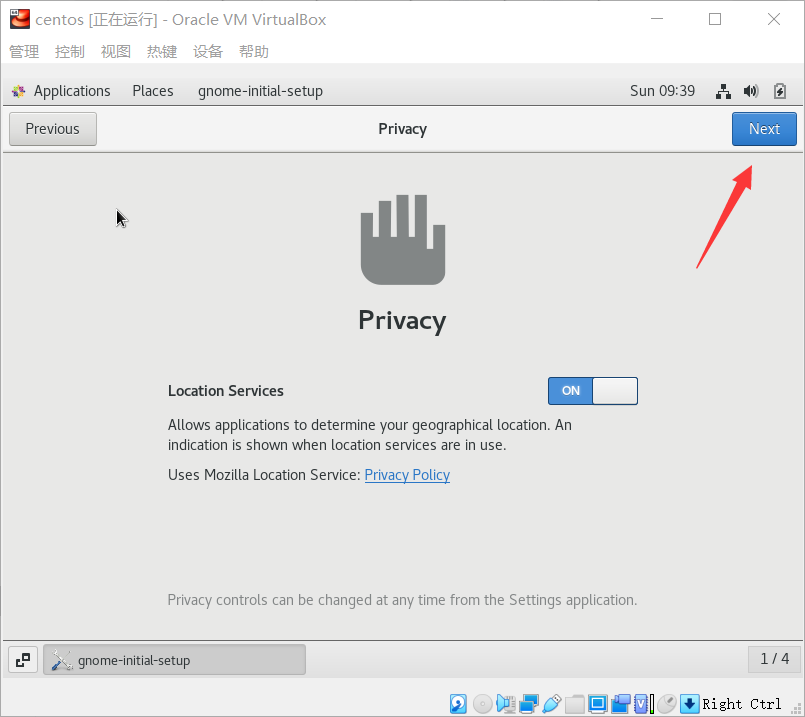 centos [正在运行] - Oracle VM VirtualBox
管理 控制 视图 热键 设备 帮助
Applications Places gnome-initial-setup Sun 09:39
Previous Privacy Next
Privacy
Location Services ON
Allows applications to determine your geographical location. An
indication is shown when location services are in use.
Uses Mozilla Location Service: Privacy Policy
Privacy controls can be changed at any time from the Settings application.
gnome-initial-setup 1 / 4
Right Ctrl